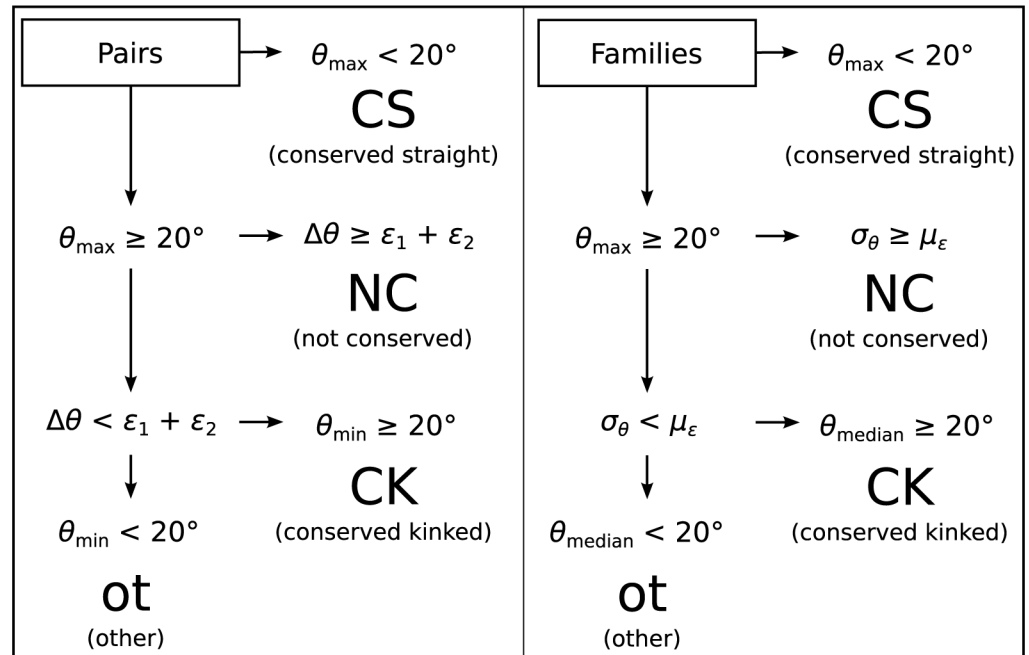 Pairs
θmax < 20°
CS
(conserved straight)
θmax ≥ 20°
Δθ ≥ ε1 + ε2
NC
(not conserved)
Δθ < ε1 + ε2
θmin ≥ 20°
CK
(conserved kinked)
θmin < 20°
ot
(other)
Families
θmax < 20°
CS
(conserved straight)
θmax ≥ 20°
σθ ≥ με
NC
(not conserved)
σθ < με
θmedian ≥ 20°
CK
(conserved kinked)
θmedian < 20°
ot
(other)